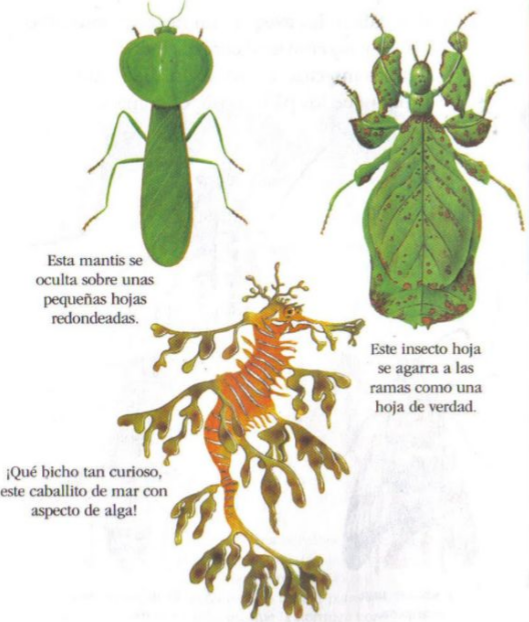 Esta mantis se
oculta sobre unas
pequeñas hojas
redondeadas.
Este insecto hoja
se agarra a las
ramas como una
hoja de verdad.
¡Qué bicho tan curioso,
este caballito de mar con
aspecto de alga!